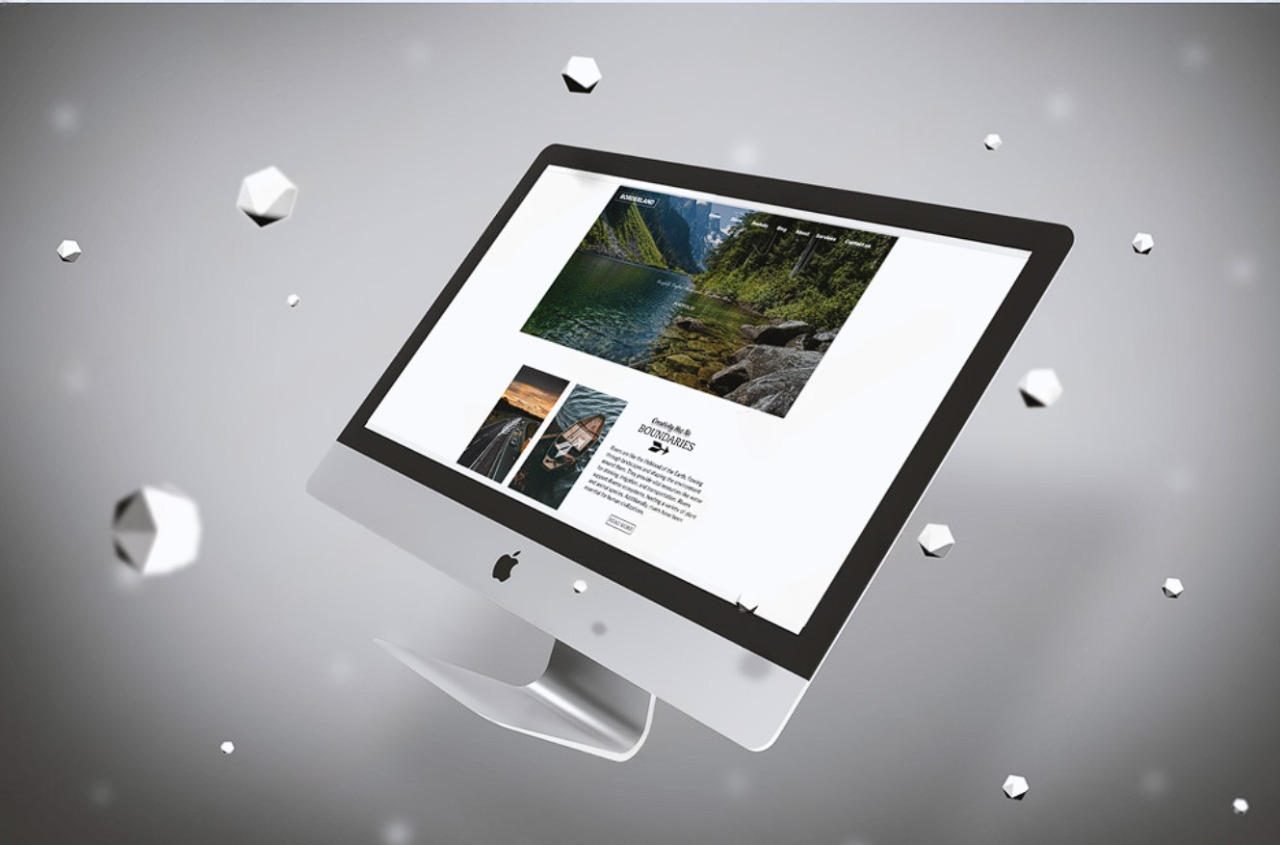 BORDERLAND
Home
Blog
About
Services
Contact us
PORTFOLIO
Creativity Has No
BOUNDARIES
Rivers are like the lifeblood of the Earth, flowing
through landscapes and shaping the environment
around them. They provide vital resources like water
for drinking, irrigation, and transportation. Rivers
support diverse ecosystems, hosting a variety of plant
and animal species. Additionally, rivers have been
essential for human civilizations.
READ MORE